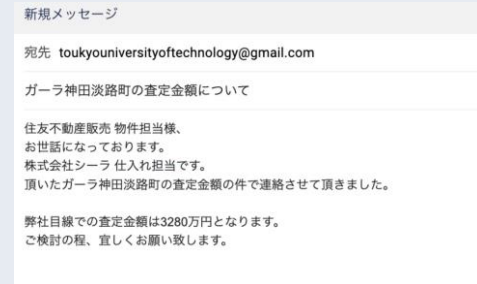 新規メッセージ
宛先 toukyouniversityoftechnology@gmail.com
ガーラ神田淡路町の査定金額について
住友不動産販売 物件担当様、
お世話になっております。
株式会社シーラ 仕入れ担当です。
頂いたガーラ神田淡路町の査定金額の件で連絡させて頂きました。
弊社目線での査定金額は3280万円となります。
ご検討の程、宜しくお願い致します。